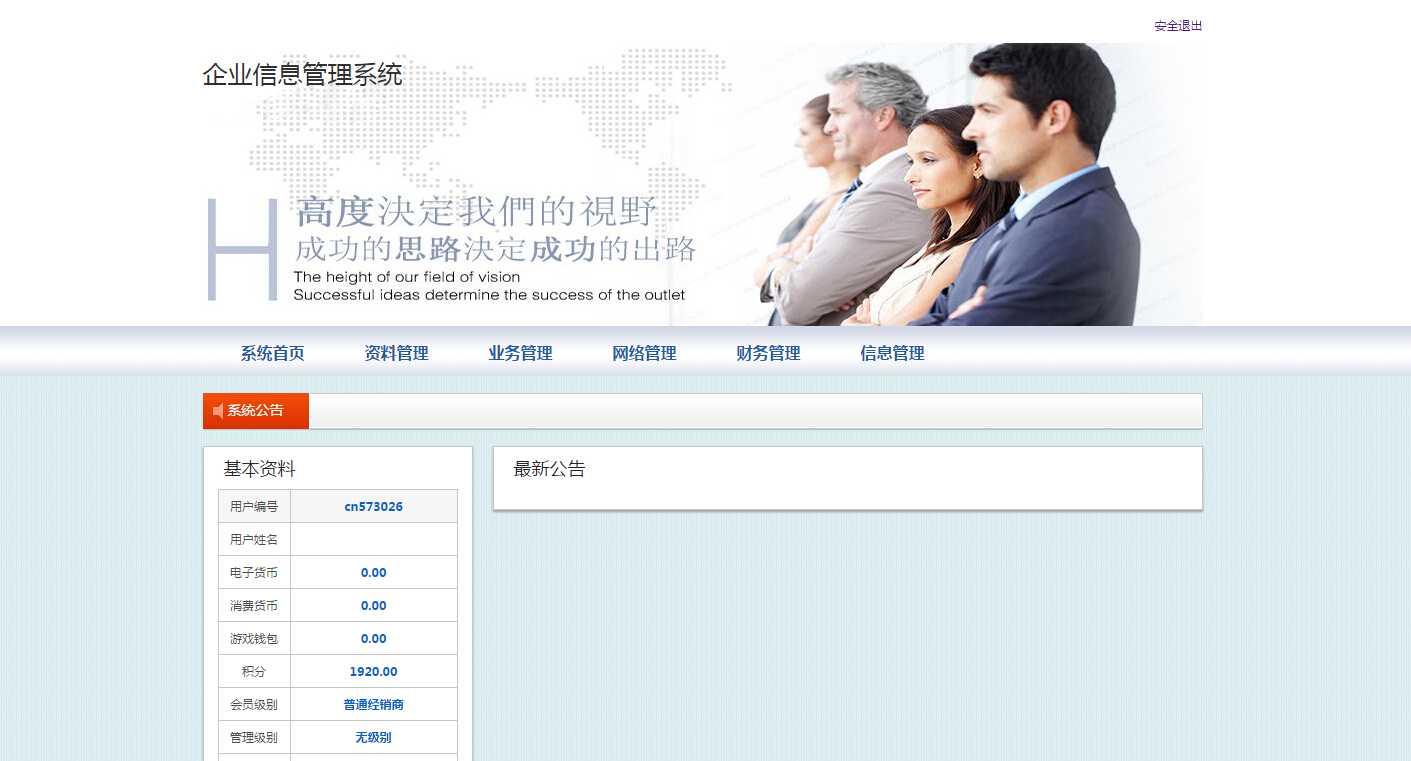 安全退出
企业信息管理系统
H
高度決定我們的視野
成功的思路決定成功的出路
The height of our field of vision
Successful ideas determine the success of the outlet
系统首页 资料管理 业务管理 网络管理 财务管理 信息管理
系统公告
基本资料
用户编号 cn573026
用户姓名
电子货币 0.00
消费货币 0.00
游戏钱包 0.00
积分 1920.00
会员级别 普通经销商
管理级别 无级别
最新公告